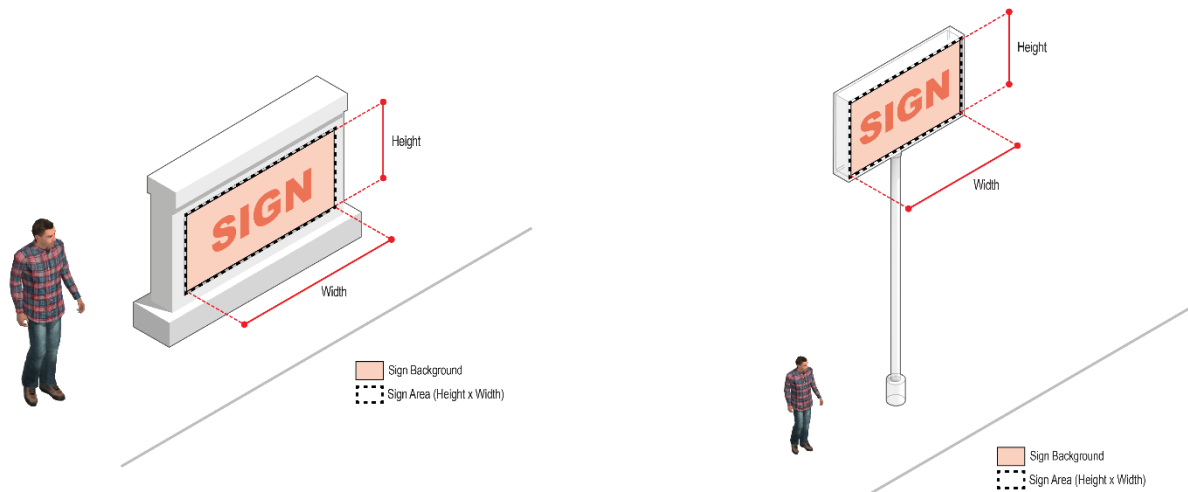 Height
SIGN
Width
Sign Background
Sign Area (Height x Width)
Height
SIGN
Width
Sign Background
Sign Area (Height x Width)